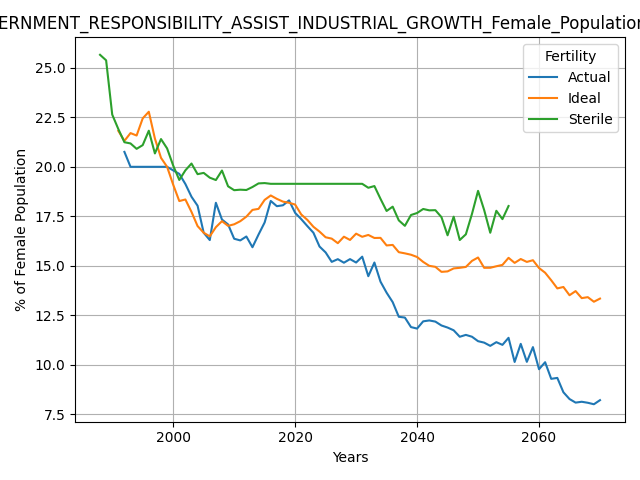 ERNMENT_RESPONSIBILITY_ASSIST_INDUSTRIAL_GROWTH_Female_Population
Fertility
Actual
Ideal
Sterile
% of Female Population
25.0
22.5
20.0
17.5
15.0
12.5
10.0
7.5
2000 2020 2040 2060
Years